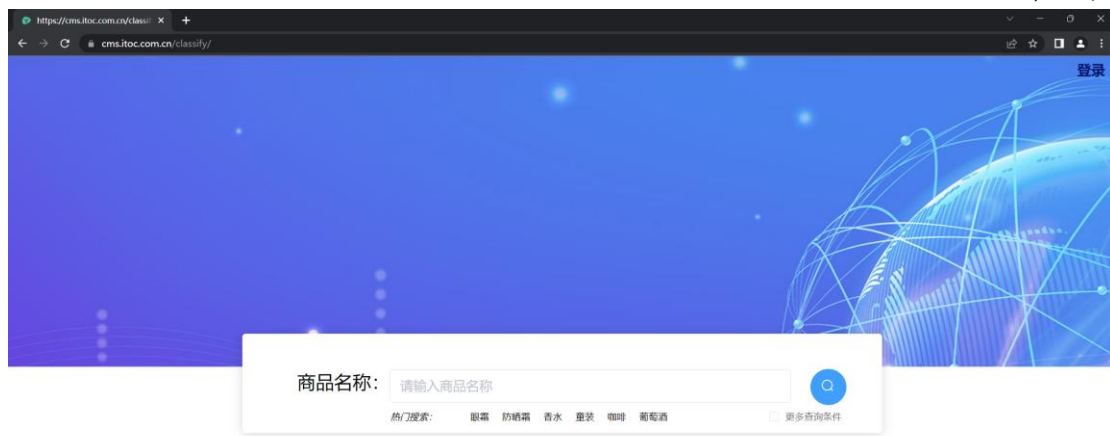 https://cms.itoc.com.cn/classif
cms.itoc.com.cn/classify/
登录
商品名称：
请输入商品名称
热门搜索： 眼霜 防晒霜 香水 童装 咖啡 葡萄酒
更多查询条件